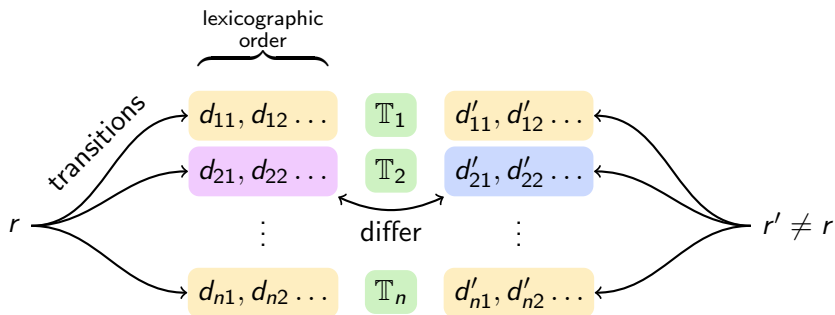 lexicographic
order
transitions
d₁₁, d₁₂ … 𝕋₁ d′₁₁, d′₁₂ …
d₂₁, d₂₂ … 𝕋₂ d′₂₁, d′₂₂ …
differ
r ⋮ ⋮ r′ ≠ r
dₙ₁, dₙ₂ … 𝕋ₙ d′ₙ₁, d′ₙ₂ …